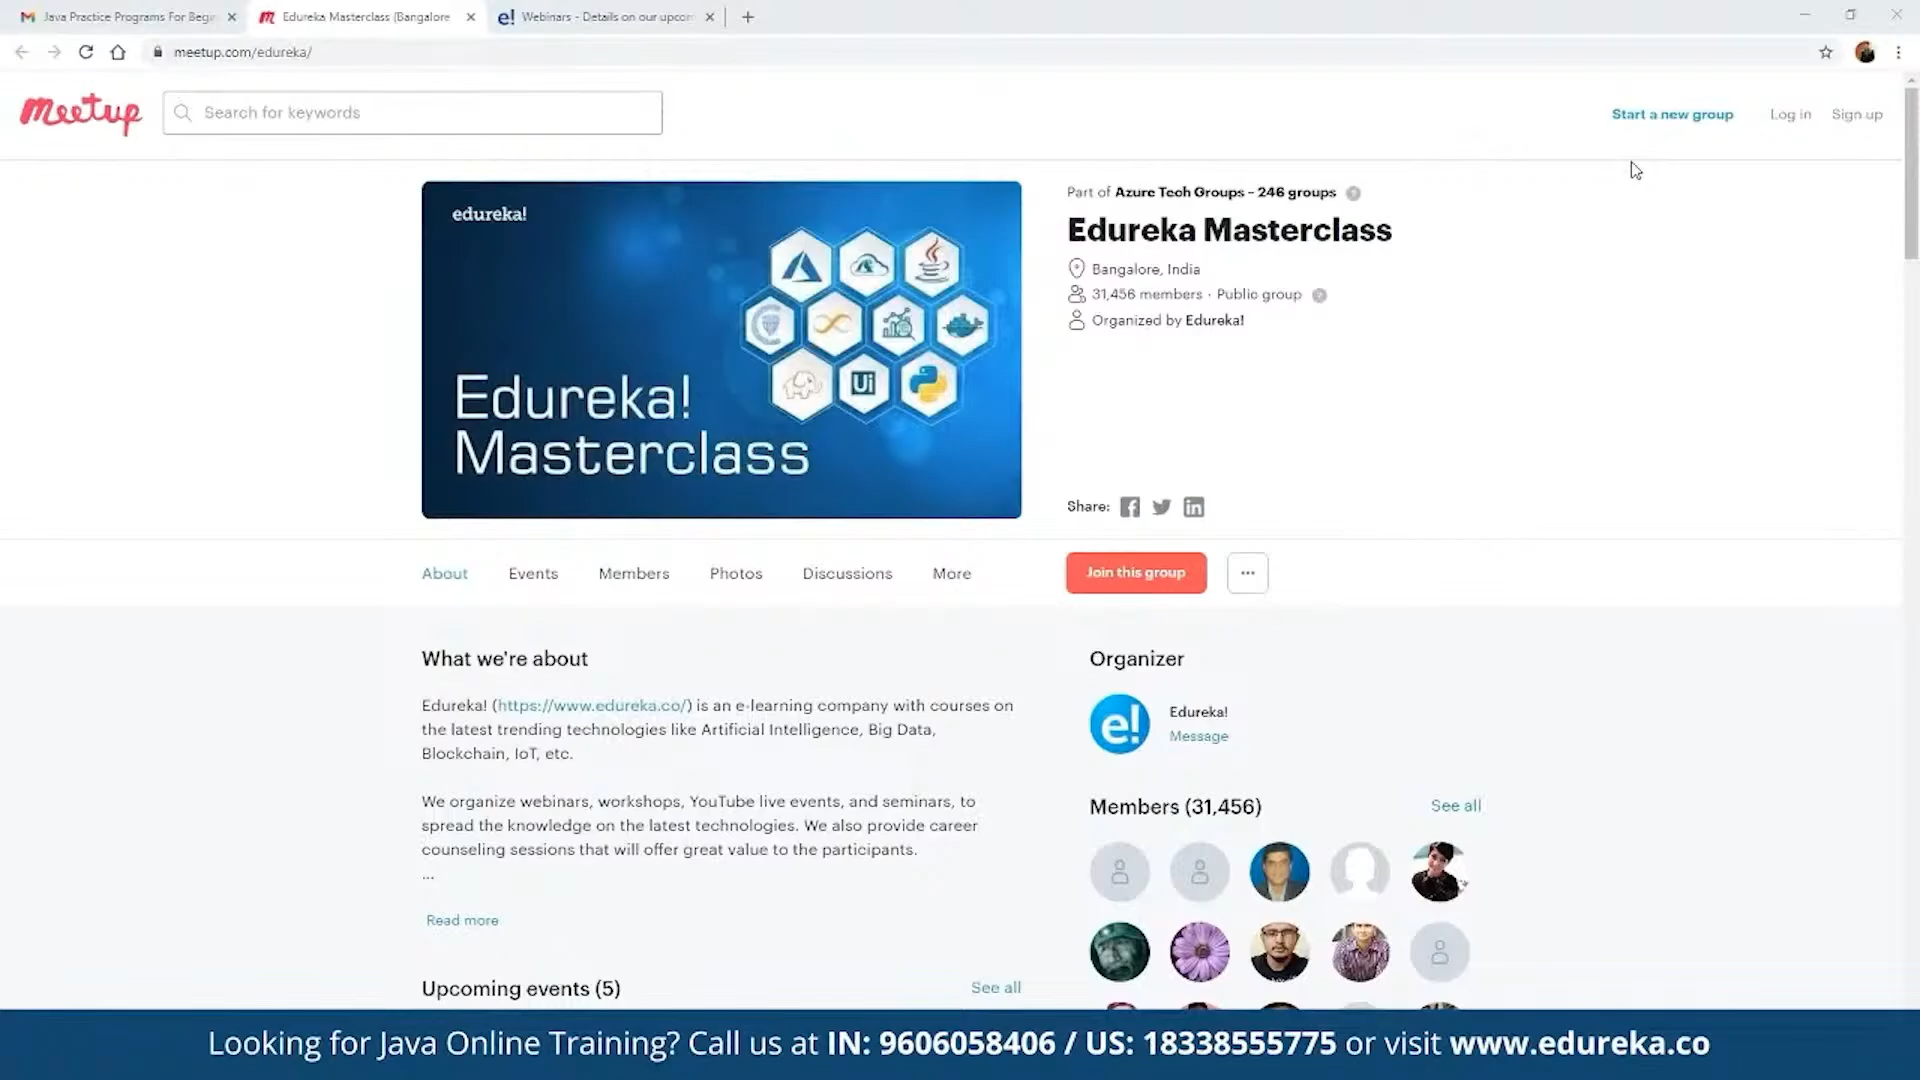 Java Practice Programs For Begi
Edureka Masterclass (Bangalore
Webinars - Details on our upcom
meetup.com/edureka/
meetup
Search for keywords
Start a new group
Log in
Sign up
edureka!
Ui
Edureka!
Masterclass
Part of Azure Tech Groups – 246 groups
Edureka Masterclass
Bangalore, India
31,456 members · Public group
Organized by Edureka!
Share:
About
Events
Members
Photos
Discussions
More
Join this group
...
What we're about
Edureka! (https://www.edureka.co/) is an e-learning company with courses on
the latest trending technologies like Artificial Intelligence, Big Data,
Blockchain, IoT, etc.
We organize webinars, workshops, YouTube live events, and seminars, to
spread the knowledge on the latest technologies. We also provide career
counseling sessions that will offer great value to the participants.
...
Read more
Upcoming events (5)
See all
Organizer
e!
Edureka!
Message
Members (31,456)
See all
Looking for Java Online Training? Call us at IN: 9606058406 / US: 18338555775 or visit www.edureka.co